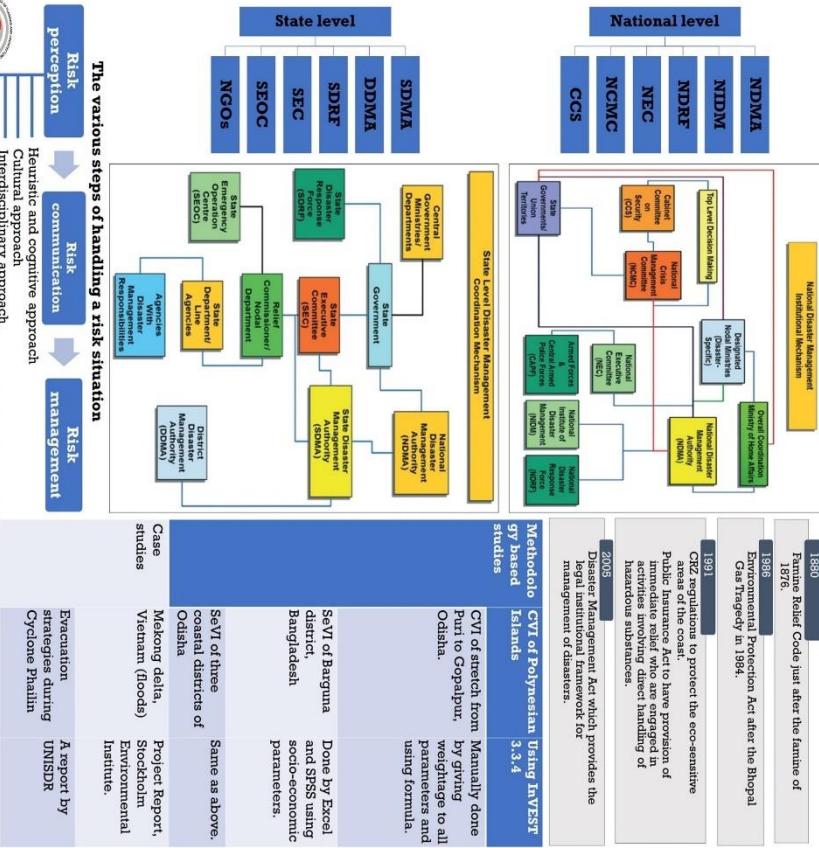 National level
NDMA
NIDM
NDRF
NEC
NCMC
CCS
State level
SDMA
DDMA
SDRF
SEC
SEOC
NGOs
National Disaster Management
Institutional Mechanism
Top Level Decision Making
Cabinet
Committee
on
Security
(CCS)
National
Crisis
Management
Committee
(NCMC)
State
Governments/
Union
Territories
Overall Coordination
Ministry of Home Affairs
Designated
Nodal Ministries
(Disaster-
Specific)
National Disaster
Management
Authority
(NDMA)
National
Executive
Committee
(NEC)
Armed Forces
&
Central Armed
Police Forces
(CAPF)
National
Institute of
Disaster
Management
(NIDM)
National
Disaster
Response
Force
(NDRF)
State Level Disaster Management
Coordination Mechanism
Central
Government
Ministries/
Departments
State
Government
National
Disaster
Management
Authority
(NDMA)
State
Disaster
Response
Force
(SDRF)
State
Executive
Committee
(SEC)
State Disaster
Management
Authority
(SDMA)
State
Emergency
Operation
Centre
(SEOC)
Relief
Commissioner/
Nodal
Department
State
Department/
Line
Agencies
District
Disaster
Management
Authority
(DDMA)
Agencies
With
Disaster
Management
Responsibilities
The various steps of handling a risk situation
Risk
perception
Risk
communication
Risk
management
Heuristic and cognitive approach
Cultural approach
Interdisciplinary approach
1880
Famine Relief Code just after the famine of
1876.
1986
Environmental Protection Act after the Bhopal
Gas Tragedy in 1984.
1991
CRZ regulations to protect the eco-sensitive
areas of the coast.
Public Insurance Act to have provision of
immediate relief who are engaged in
activities involving direct handling of
hazardous substances.
2005
Disaster Management Act which provides the
legal institutional framework for
management of disasters.
Methodolo
gy based
studies
CVI of Polynesian
Islands
Using InVEST
3.3.4
CVI of stretch from
Puri to Gopalpur,
Odisha.
Manually done
by giving
weightage to all
parameters and
using formula.
SeVI of Barguna
district,
Bangladesh
Done by Excel
and SPSS using
socio-economic
parameters.
SeVI of three
coastal districts of
Odisha
Same as above.
Case
studies
Mekong delta,
Vietnam (floods)
Project Report,
Stockholm
Environmental
Institute.
Evacuation
strategies during
Cyclone Phailin
A report by
UNISDR